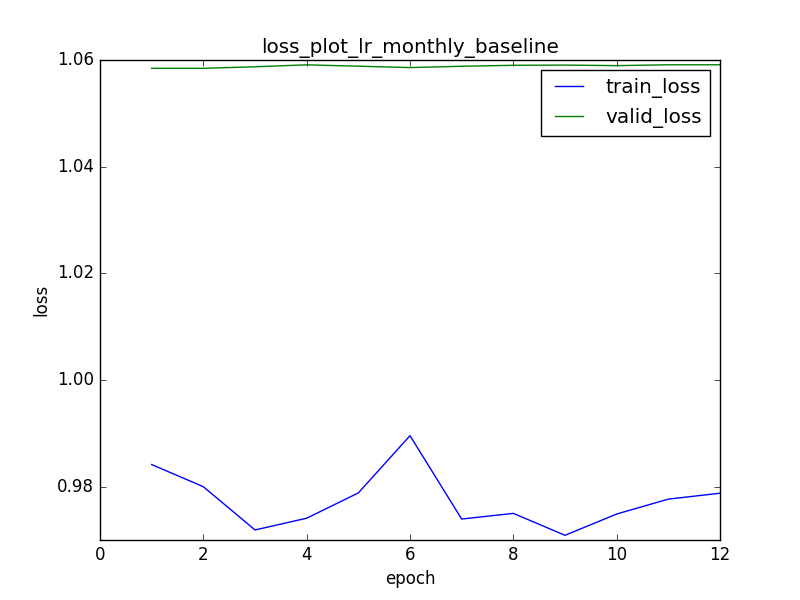 loss_plot_lr_monthly_baseline
1.06
1.04
1.02
1.00
0.98
loss
train_loss
valid_loss
0 2 4 6 8 10 12
epoch